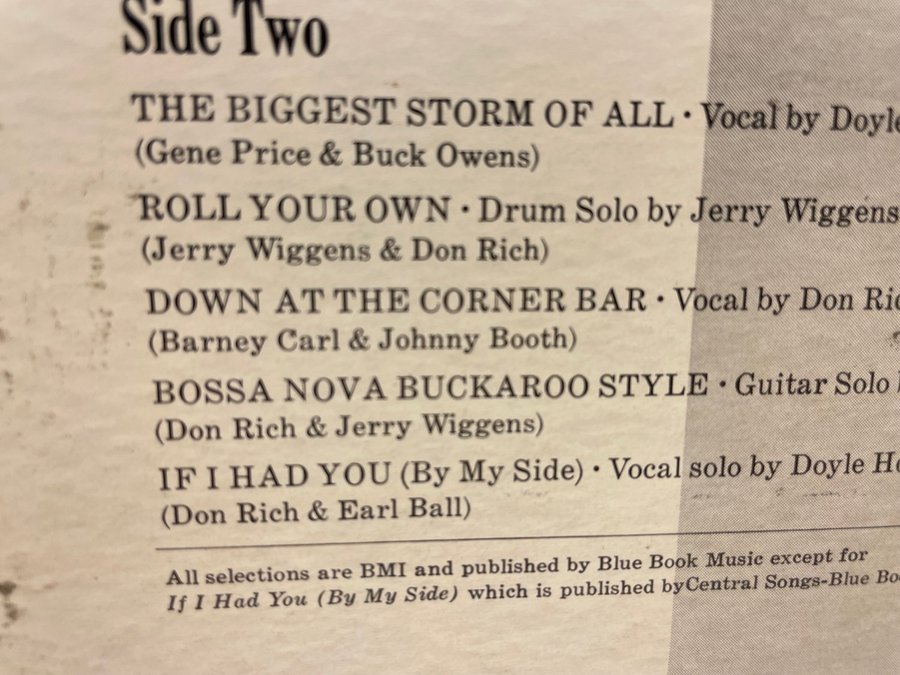 Side Two
THE BIGGEST STORM OF ALL • Vocal by Doyle
(Gene Price & Buck Owens)
ROLL YOUR OWN • Drum Solo by Jerry Wiggens
(Jerry Wiggens & Don Rich)
DOWN AT THE CORNER BAR • Vocal by Don Ric
(Barney Carl & Johnny Booth)
BOSSA NOVA BUCKAROO STYLE • Guitar Solo
(Don Rich & Jerry Wiggens)
IF I HAD YOU (By My Side) • Vocal solo by Doyle Ho
(Don Rich & Earl Ball)
All selections are BMI and published by Blue Book Music except for
If I Had You (By My Side) which is published byCentral Songs-Blue Bo